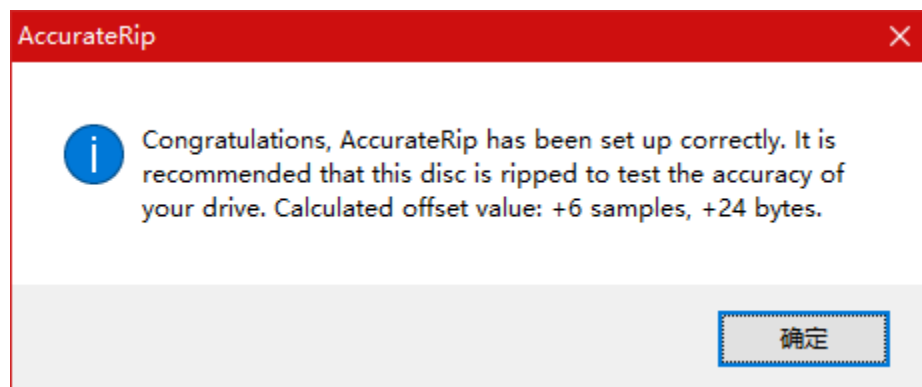 AccurateRip
Congratulations, AccurateRip has been set up correctly. It is
recommended that this disc is ripped to test the accuracy of
your drive. Calculated offset value: +6 samples, +24 bytes.
确定